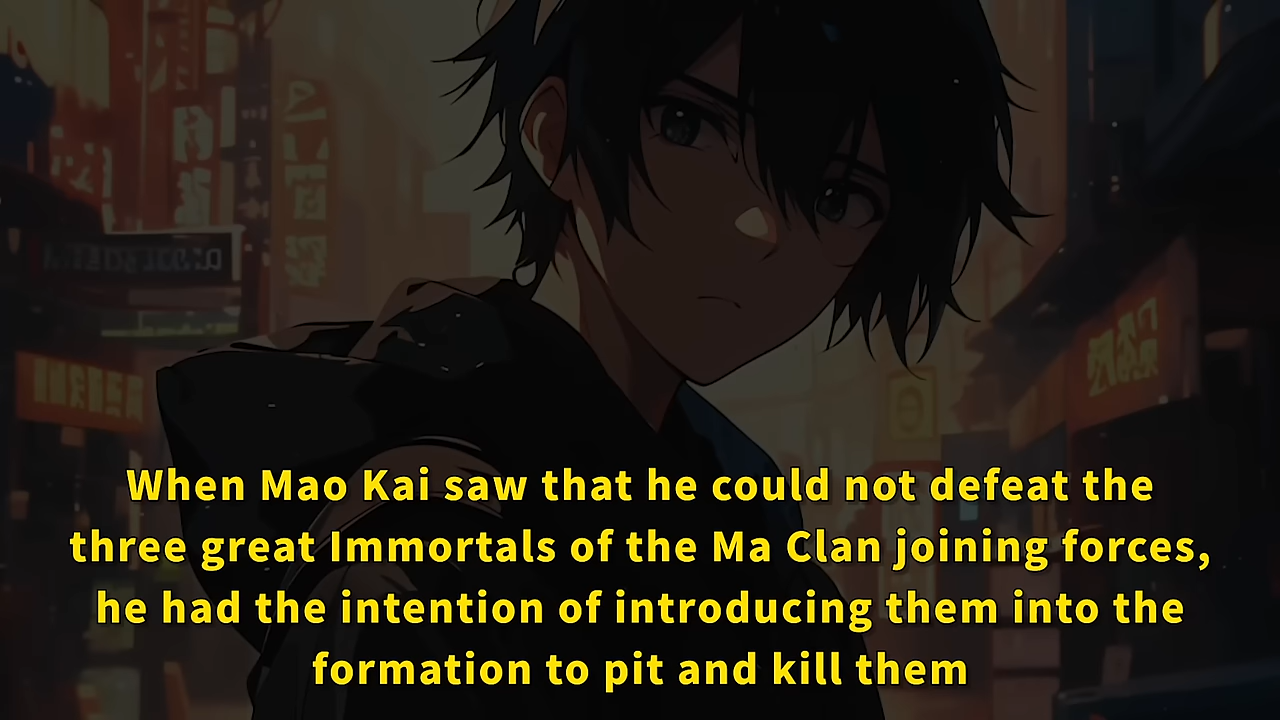 When Mao Kai saw that he could not defeat the
three great Immortals of the Ma Clan joining forces,
he had the intention of introducing them into the
formation to pit and kill them